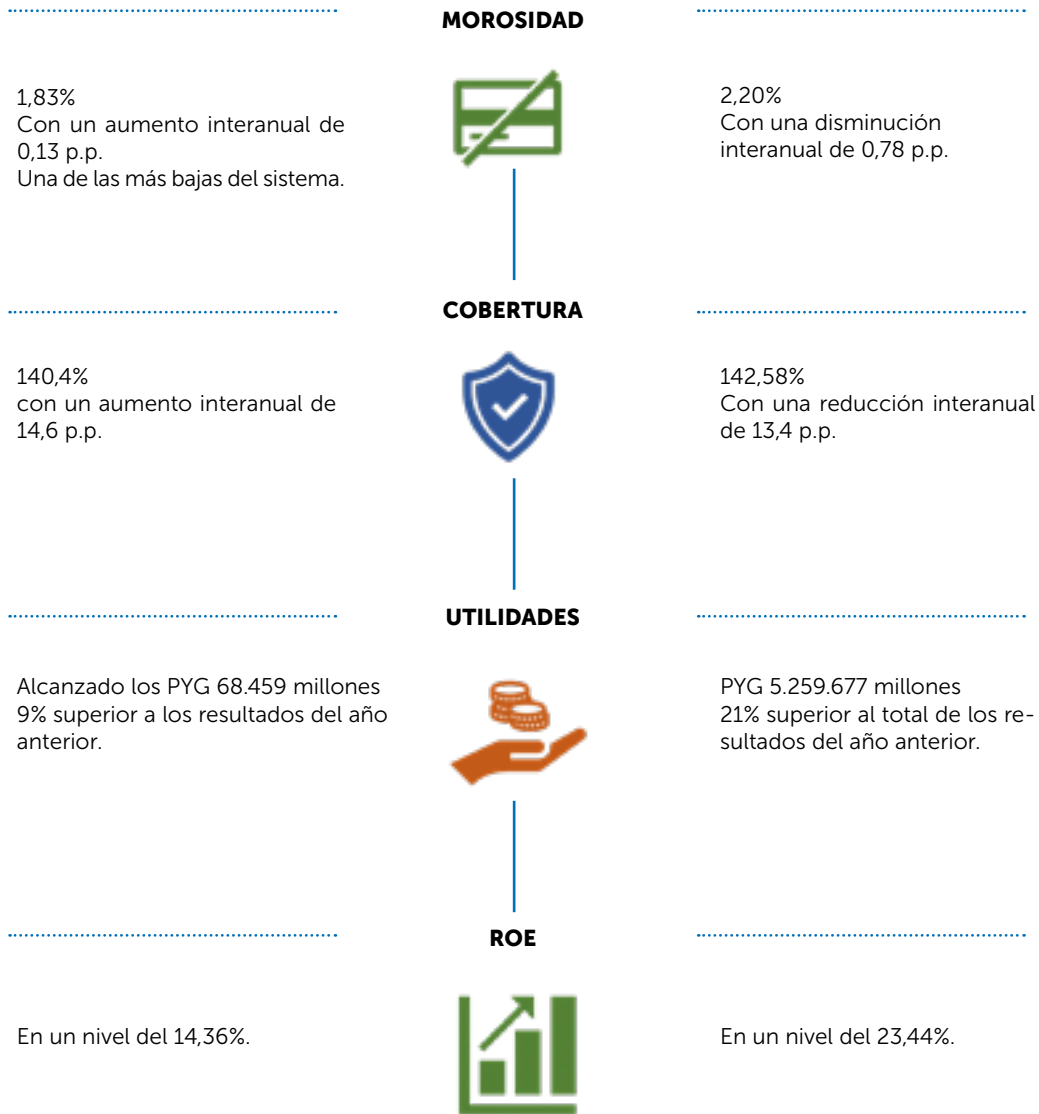 MOROSIDAD
1,83%
Con un aumento interanual de
0,13 p.p.
Una de las más bajas del sistema.
2,20%
Con una disminución
interanual de 0,78 p.p.
COBERTURA
140,4%
con un aumento interanual de
14,6 p.p.
142,58%
Con una reducción interanual
de 13,4 p.p.
UTILIDADES
Alcanzado los PYG 68.459 millones
9% superior a los resultados del año
anterior.
PYG 5.259.677 millones
21% superior al total de los re-
sultados del año anterior.
ROE
En un nivel del 14,36%.
En un nivel del 23,44%.